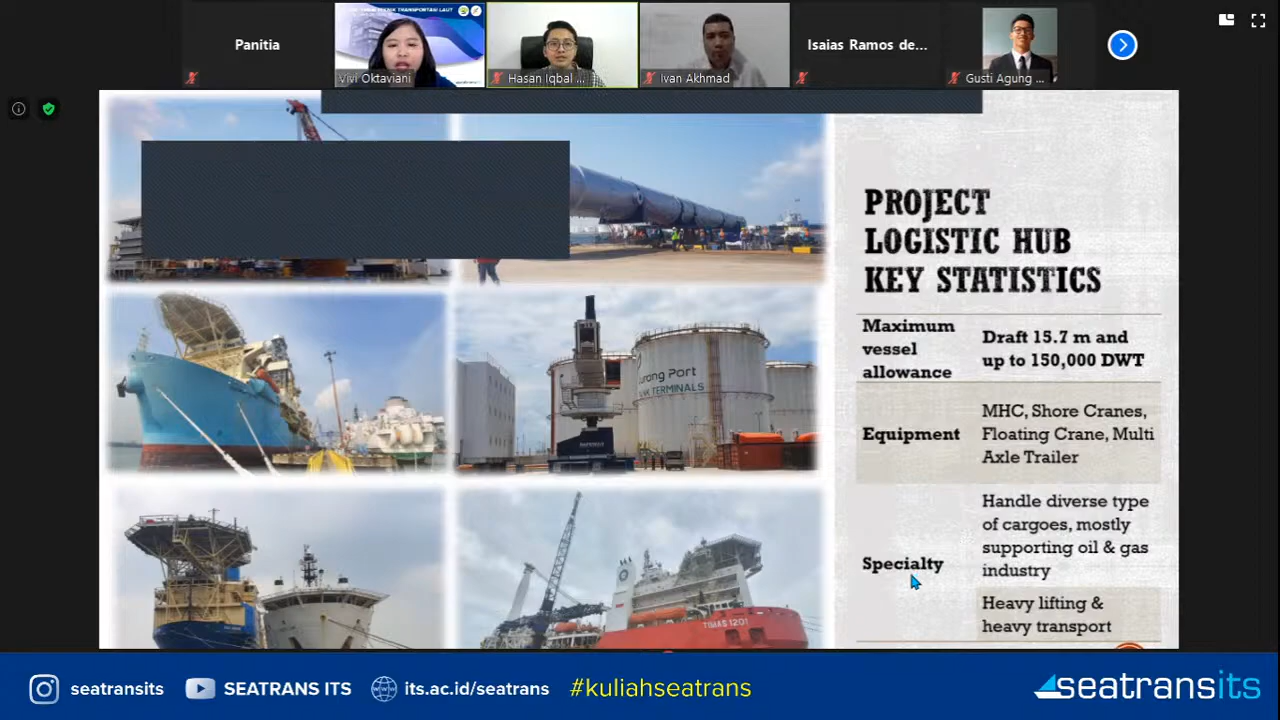 Panitia
Vivi Oktaviani
Hasan Iqbal ...
Ivan Akhmad
Isaias Ramos de...
Gusti Agung ...
PROJECT
LOGISTIC HUB
KEY STATISTICS
Maximum
vessel
allowance
Draft 15.7 m and
up to 150,000 DWT
Equipment
MHC, Shore Cranes,
Floating Crane, Multi
Axle Trailer
Specialty
Handle diverse type
of cargoes, mostly
supporting oil & gas
industry
Heavy lifting &
heavy transport
Port
TERMINALS
TIMAS 1201
seatransits
SEATRANS ITS
its.ac.id/seatrans
#kuliahseatrans
seatransits